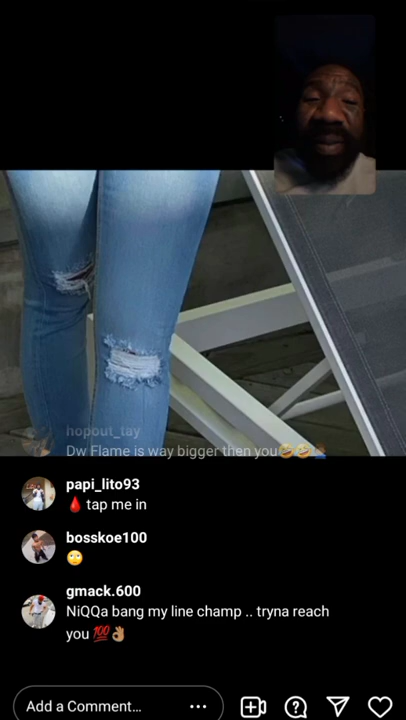 hopout_tay
Dw Flame is way bigger then you🤣🤣
papi_lito93
🩸 tap me in
bosskoe100
🙄
gmack.600
NiQQa bang my line champ .. tryna reach
you 💯👌🏽
Add a Comment...